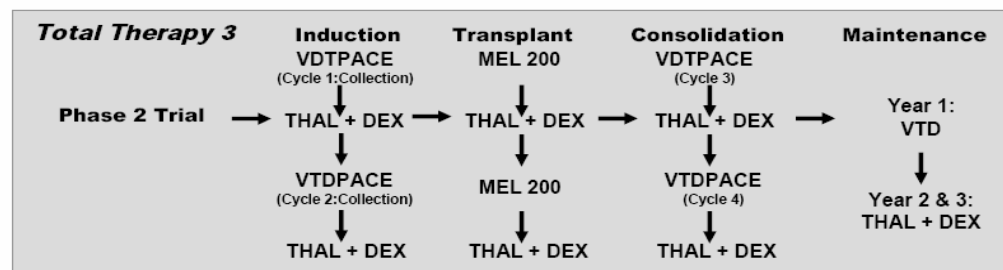 Total Therapy 3
Induction
Transplant
Consolidation
Maintenance
VDTPACE
MEL 200
VDTPACE
(Cycle 1:Collection)
(Cycle 3)
Phase 2 Trial
THAL + DEX
THAL + DEX
THAL + DEX
Year 1:
VTD
VTDPACE
MEL 200
VTDPACE
(Cycle 2:Collection)
(Cycle 4)
Year 2 & 3:
THAL + DEX
THAL + DEX
THAL + DEX
THAL + DEX